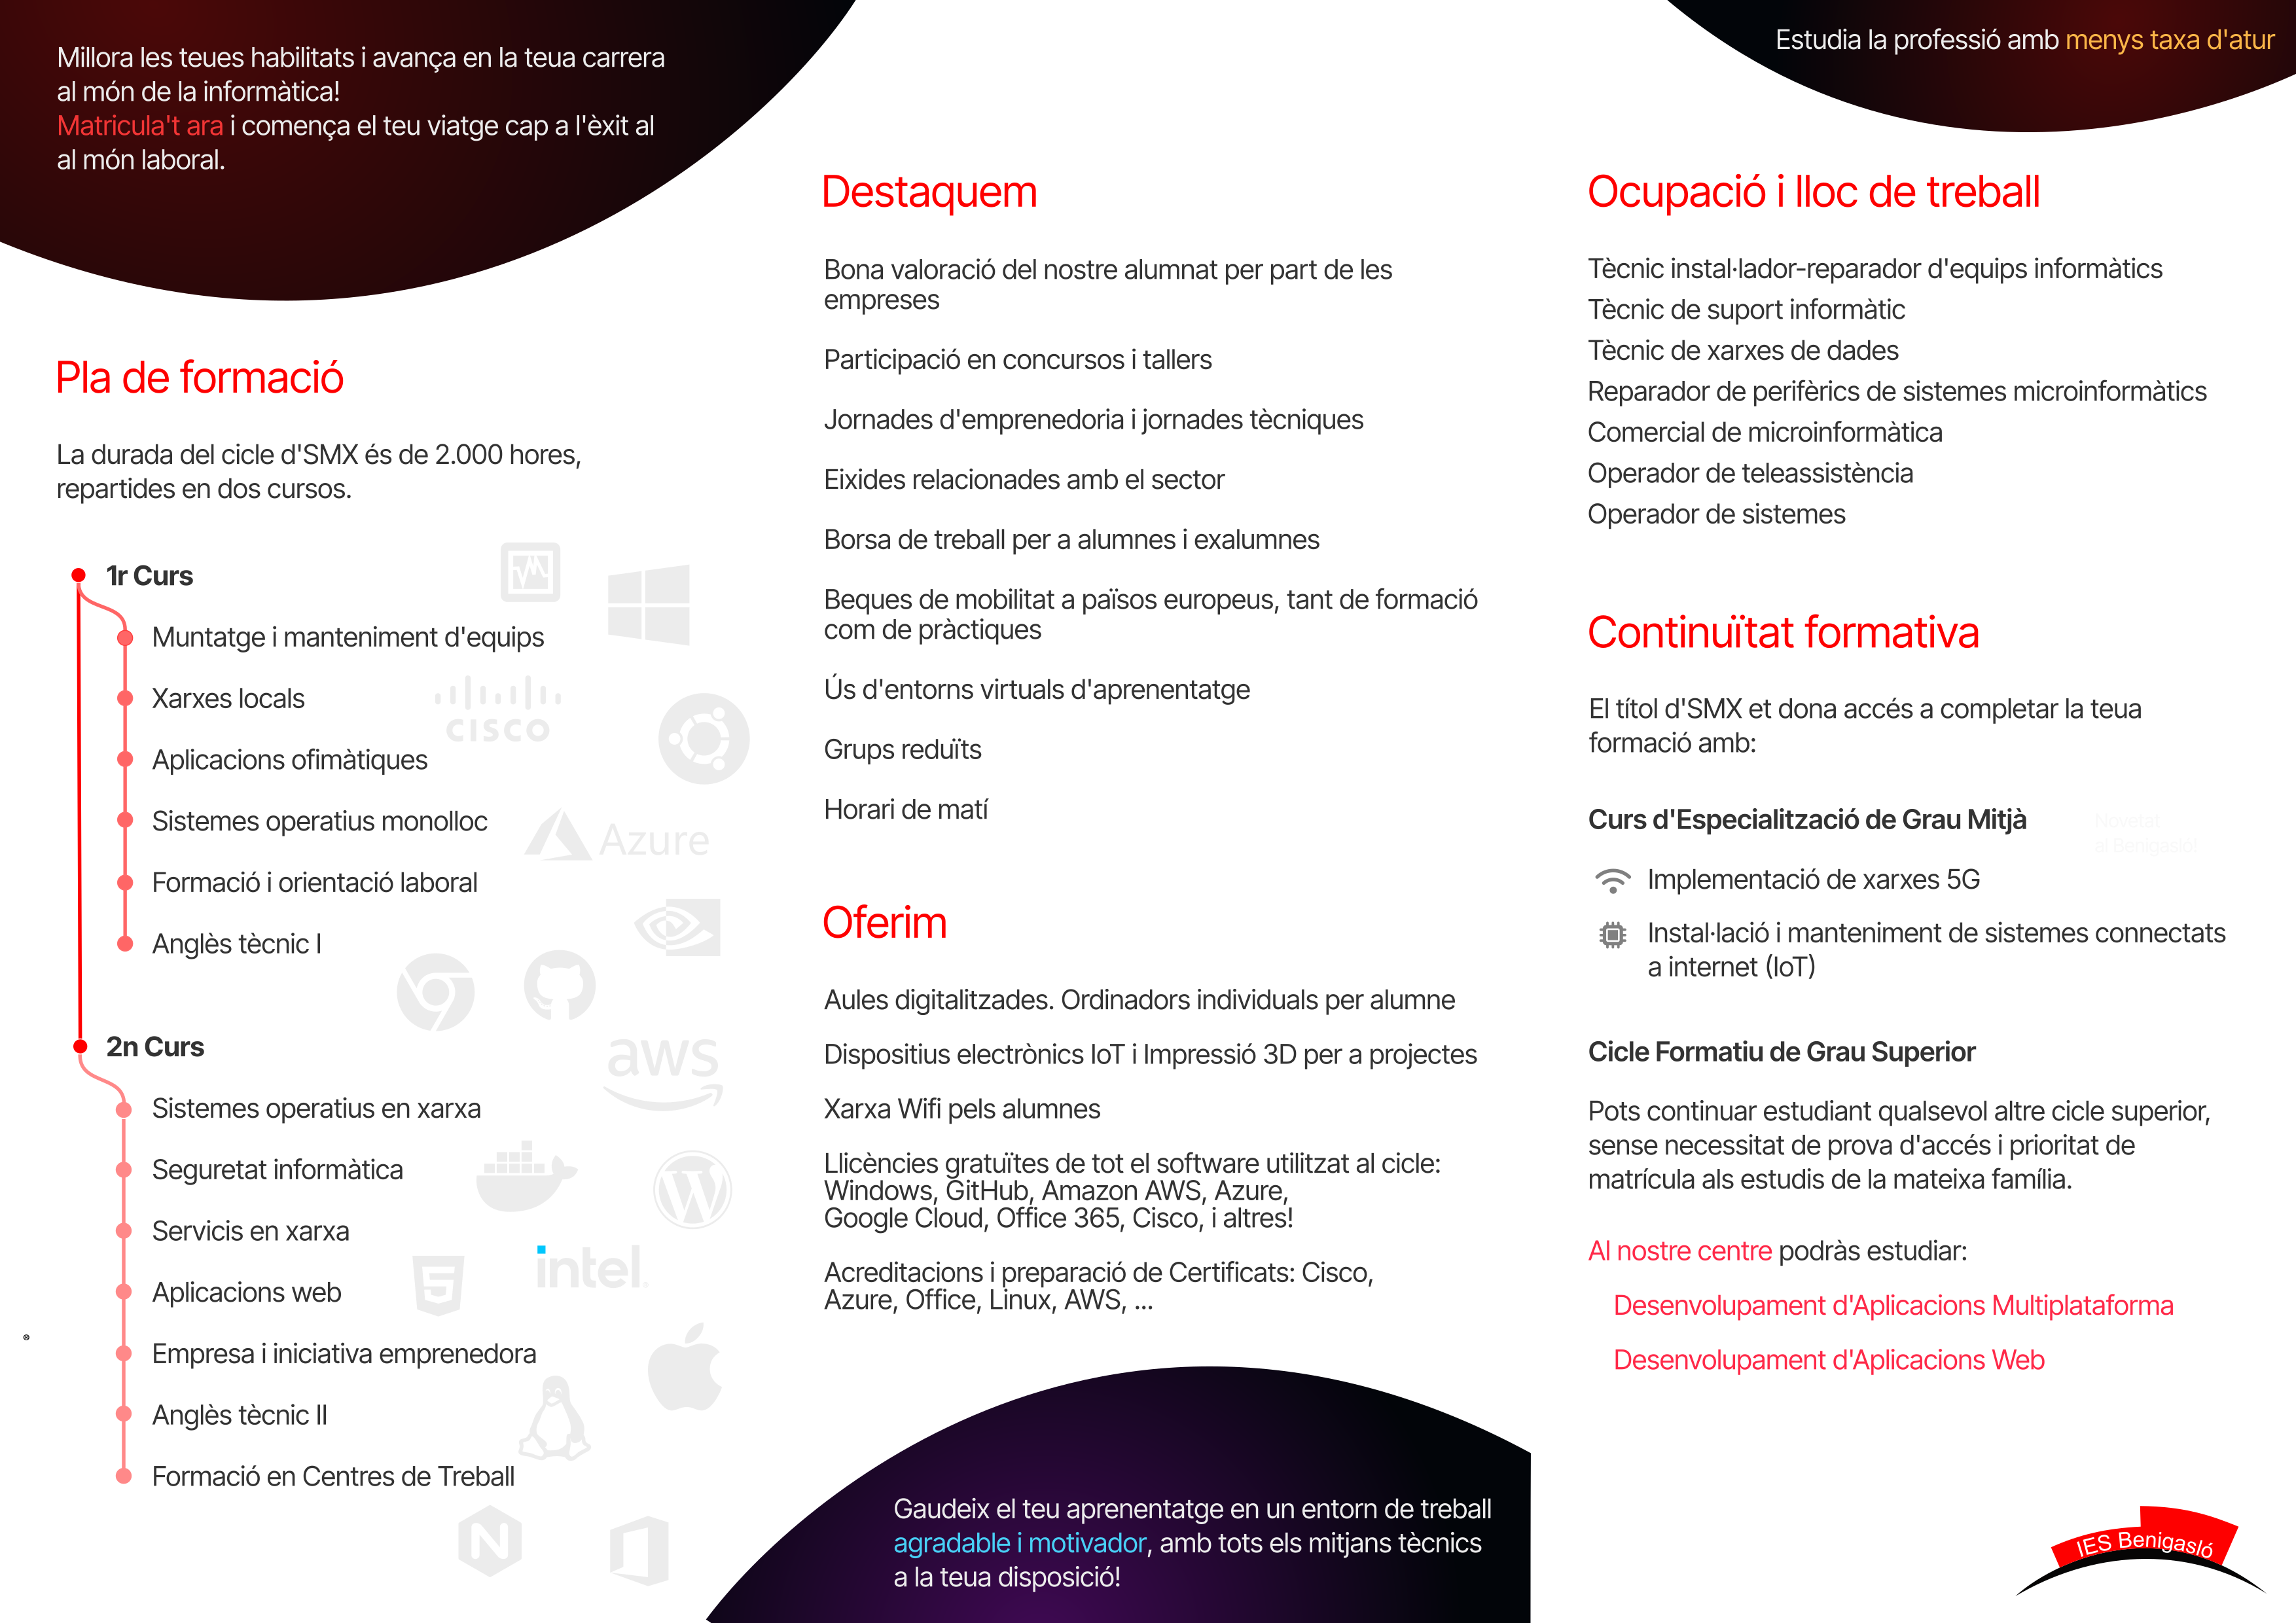 Millora les teues habilitats i avança en la teua carrera
al món de la informàtica!
Matricula't ara i comença el teu viatge cap a l'èxit al
al món laboral.
Pla de formació
La durada del cicle d'SMX és de 2.000 hores,
repartides en dos cursos.
1r Curs
Muntatge i manteniment d'equips
Xarxes locals
Aplicacions ofimàtiques
Sistemes operatius monolloc
Formació i orientació laboral
Anglès tècnic I
2n Curs
Sistemes operatius en xarxa
Seguretat informàtica
Servicis en xarxa
Aplicacions web
Empresa i iniciativa emprenedora
Anglès tècnic II
Formació en Centres de Treball
CISCO
Azure
aws
intel.
®
Destaquem
Bona valoració del nostre alumnat per part de les
empreses
Participació en concursos i tallers
Jornades d'emprenedoria i jornades tècniques
Eixides relacionades amb el sector
Borsa de treball per a alumnes i exalumnes
Beques de mobilitat a països europeus, tant de formació
com de pràctiques
Ús d'entorns virtuals d'aprenentatge
Grups reduïts
Horari de matí
Oferim
Aules digitalitzades. Ordinadors individuals per alumne
Dispositius electrònics IoT i Impressió 3D per a projectes
Xarxa Wifi pels alumnes
Llicències gratuïtes de tot el software utilitzat al cicle:
Windows, GitHub, Amazon AWS, Azure,
Google Cloud, Office 365, Cisco, i altres!
Acreditacions i preparació de Certificats: Cisco,
Azure, Office, Linux, AWS, ...
Gaudeix el teu aprenentatge en un entorn de treball
agradable i motivador, amb tots els mitjans tècnics
a la teua disposició!
Estudia la professió amb menys taxa d'atur
Ocupació i lloc de treball
Tècnic instal·lador-reparador d'equips informàtics
Tècnic de suport informàtic
Tècnic de xarxes de dades
Reparador de perifèrics de sistemes microinformàtics
Comercial de microinformàtica
Operador de teleassistència
Operador de sistemes
Continuïtat formativa
El títol d'SMX et dona accés a completar la teua
formació amb:
Curs d'Especialització de Grau Mitjà
Novetat
al Benigasló!
Implementació de xarxes 5G
Instal·lació i manteniment de sistemes connectats
a internet (IoT)
Cicle Formatiu de Grau Superior
Pots continuar estudiant qualsevol altre cicle superior,
sense necessitat de prova d'accés i prioritat de
matrícula als estudis de la mateixa família.
Al nostre centre podràs estudiar:
Desenvolupament d'Aplicacions Multiplataforma
Desenvolupament d'Aplicacions Web
IES Benigasló